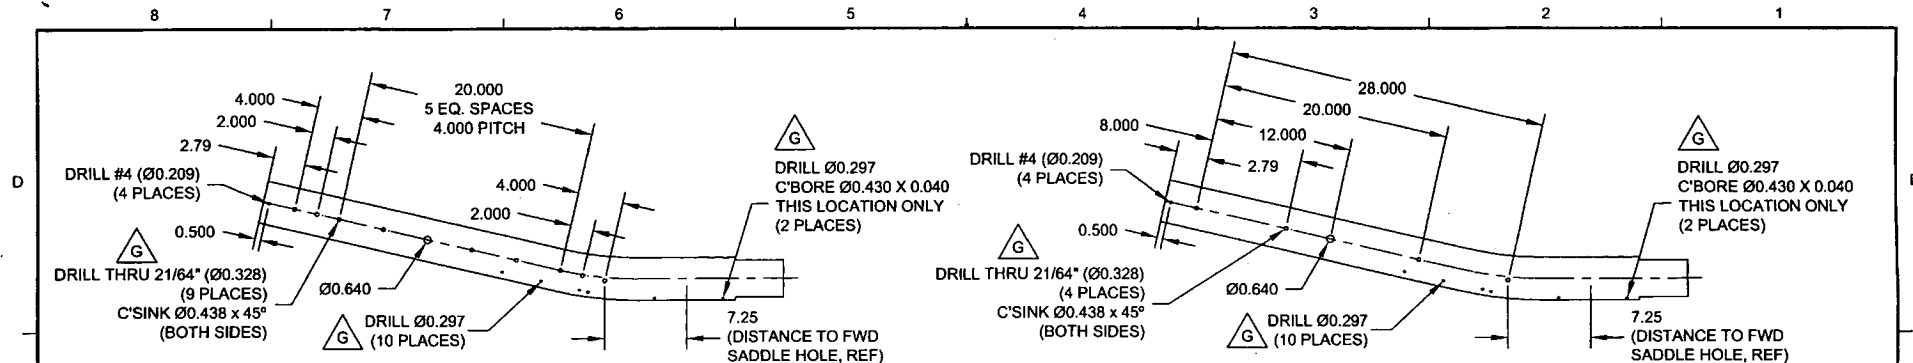 8 7 6 5 4 3 2 1
D
20.000
5 EQ. SPACES
4.000 PITCH
4.000
2.000
2.79
DRILL #4 (Ø0.209)
(4 PLACES)
0.500
G
DRILL THRU 21/64" (Ø0.328)
(9 PLACES)
C'SINK Ø0.438 x 45°
(BOTH SIDES)
Ø0.640
4.000
2.000
G
DRILL Ø0.297
C'BORE Ø0.430 X 0.040
THIS LOCATION ONLY
(2 PLACES)
G
DRILL Ø0.297
(10 PLACES)
7.25
(DISTANCE TO FWD
SADDLE HOLE, REF)
28.000
20.000
12.000
8.000
2.79
DRILL #4 (Ø0.209)
(4 PLACES)
0.500
G
DRILL THRU 21/64" (Ø0.328)
(4 PLACES)
C'SINK Ø0.438 x 45°
(BOTH SIDES)
Ø0.640
G
DRILL Ø0.297
C'BORE Ø0.430 X 0.040
THIS LOCATION ONLY
(2 PLACES)
G
DRILL Ø0.297
(10 PLACES)
7.25
(DISTANCE TO FWD
SADDLE HOLE, REF)